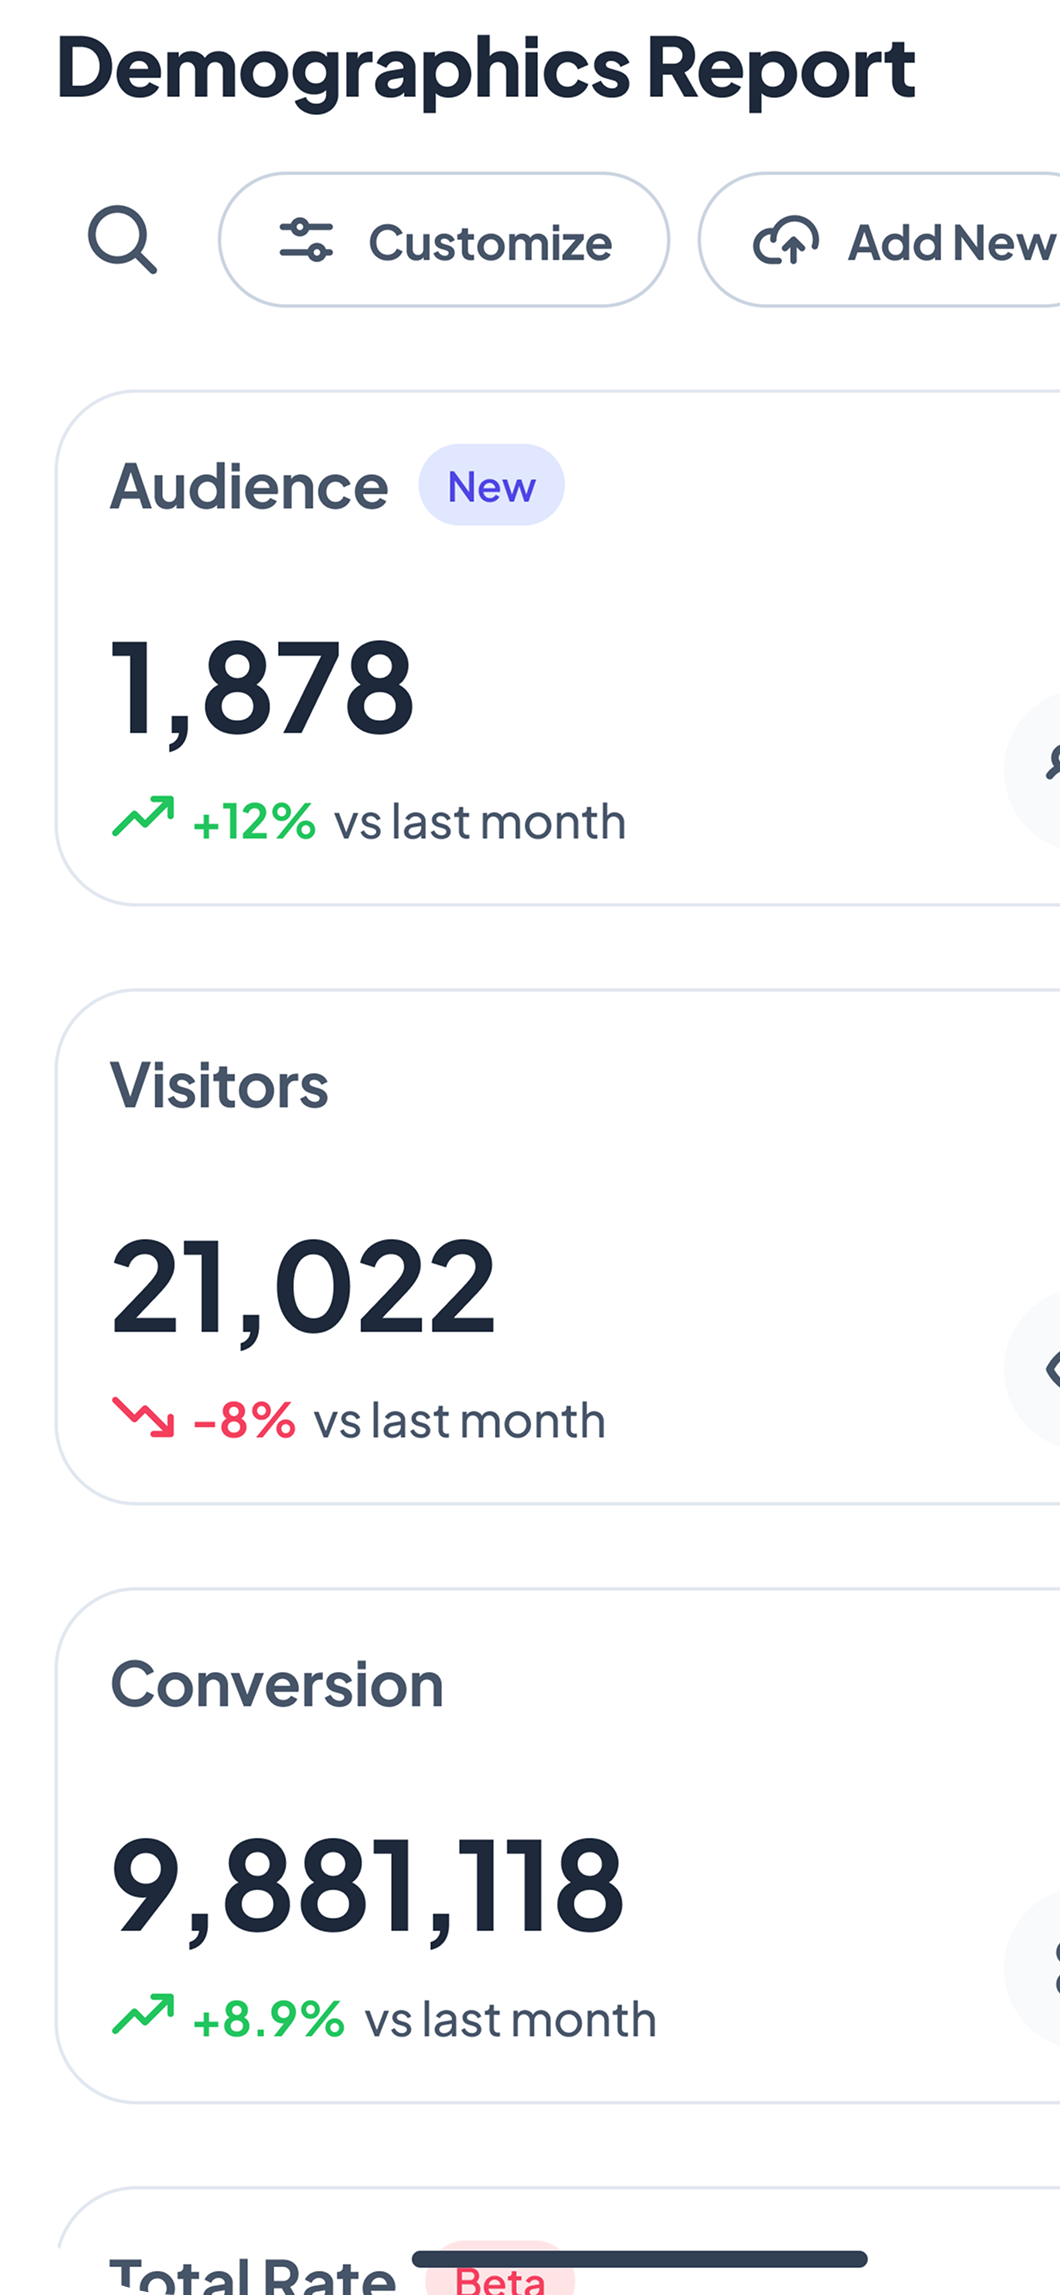 Demographics Report
Customize
Add New
Audience New
1,878
+12% vs last month
Visitors
21,022
-8% vs last month
Conversion
9,881,118
+8.9% vs last month
Total Rate Beta